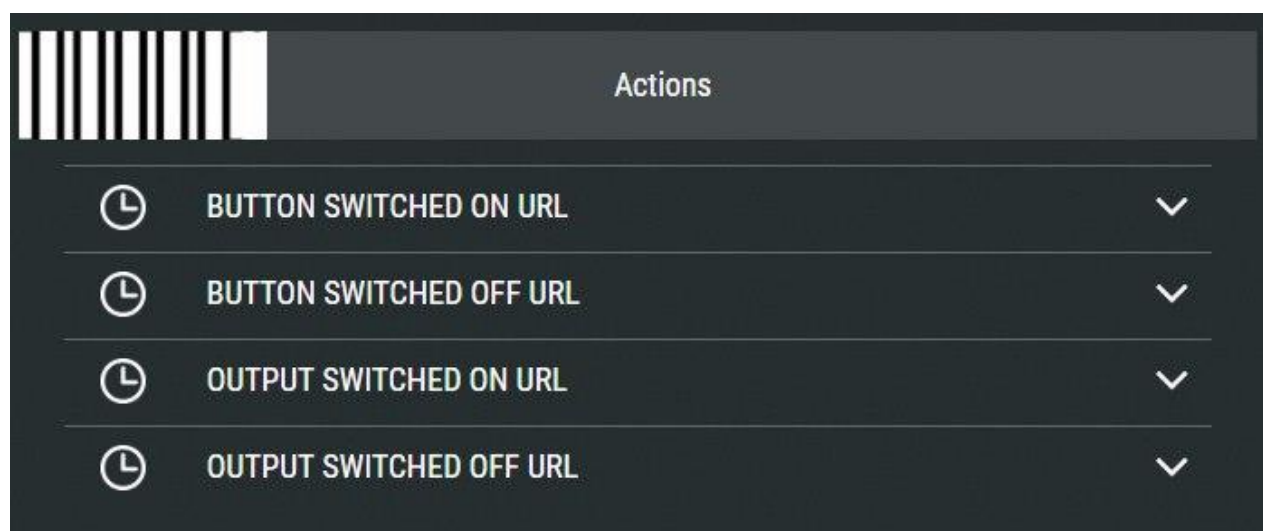 Actions
BUTTON SWITCHED ON URL
BUTTON SWITCHED OFF URL
OUTPUT SWITCHED ON URL
OUTPUT SWITCHED OFF URL